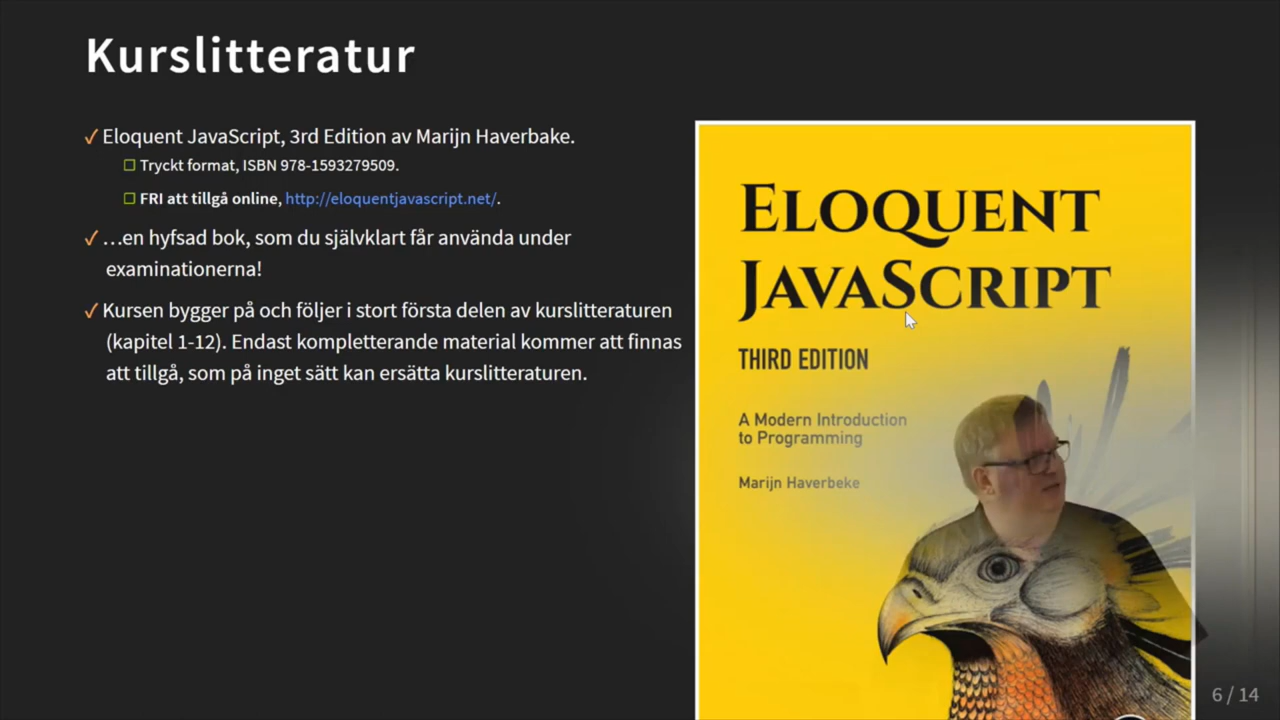 Kurslitteratur
✓ Eloquent JavaScript, 3rd Edition av Marijn Haverbake.
☐ Tryckt format, ISBN 978-1593279509.
☐ FRI att tillgå online, http://eloquentjavascript.net/.
✓ …en hyfsad bok, som du självklart får använda under
examinationerna!
✓ Kursen bygger på och följer i stort första delen av kurslitteraturen
(kapitel 1-12). Endast kompletterande material kommer att finnas
att tillgå, som på inget sätt kan ersätta kurslitteraturen.
ELOQUENT
JAVASCRIPT
THIRD EDITION
A Modern Introduction
to Programming
Marijn Haverbeke
6 / 14